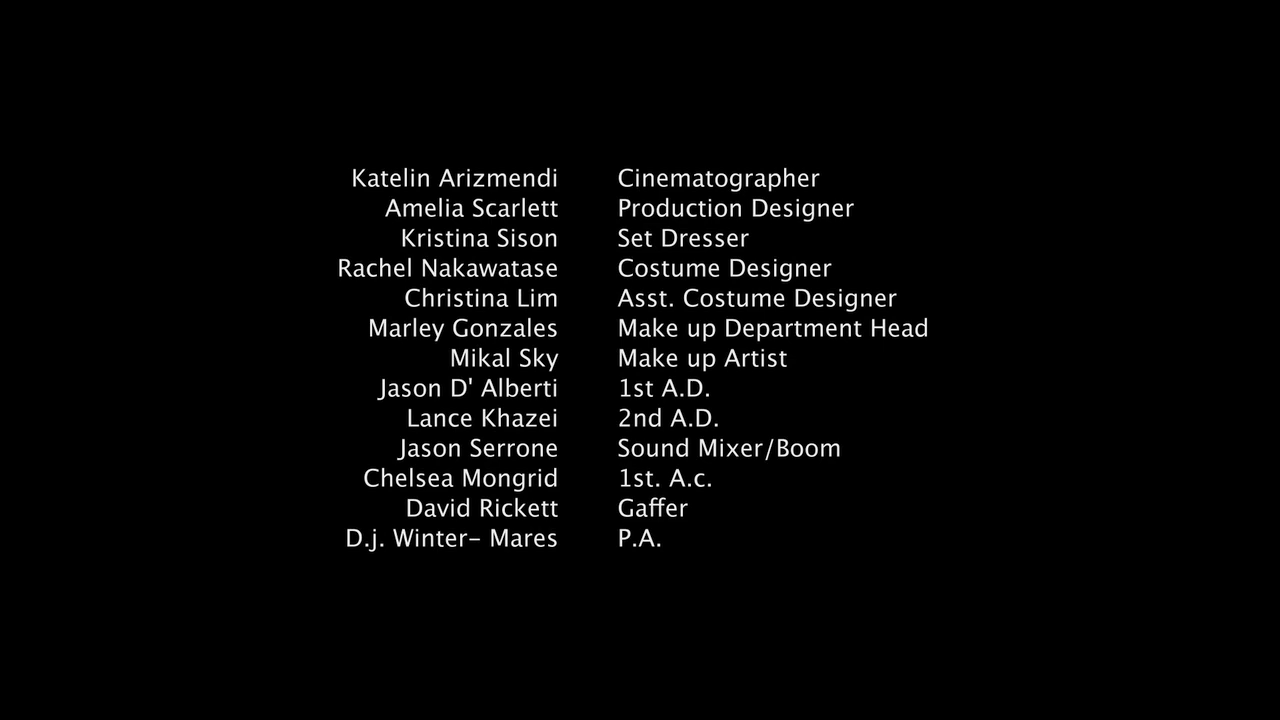 Katelin Arizmendi Cinematographer
Amelia Scarlett Production Designer
Kristina Sison Set Dresser
Rachel Nakawatase Costume Designer
Christina Lim Asst. Costume Designer
Marley Gonzales Make up Department Head
Mikal Sky Make up Artist
Jason D' Alberti 1st A.D.
Lance Khazei 2nd A.D.
Jason Serrone Sound Mixer/Boom
Chelsea Mongrid 1st. A.c.
David Rickett Gaffer
D.j. Winter- Mares P.A.